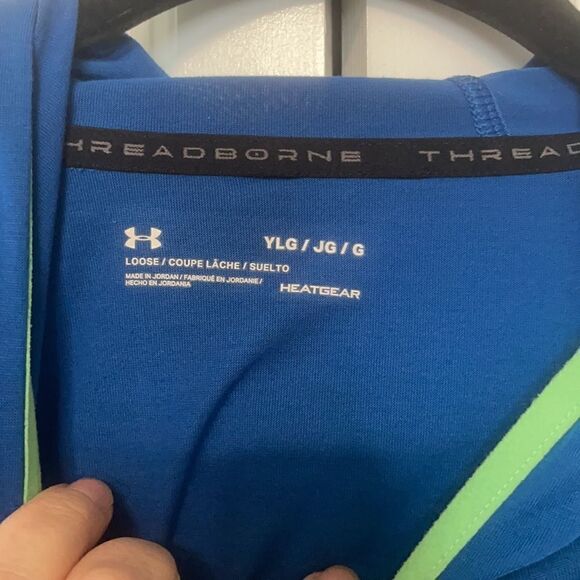 THREADBORNE THREAD
YLG / JG / G
LOOSE / COUPE LÂCHE / SUELTO
MADE IN JORDAN / FABRIQUÉ EN JORDANIE /
HECHO EN JORDANIA
HEATGEAR